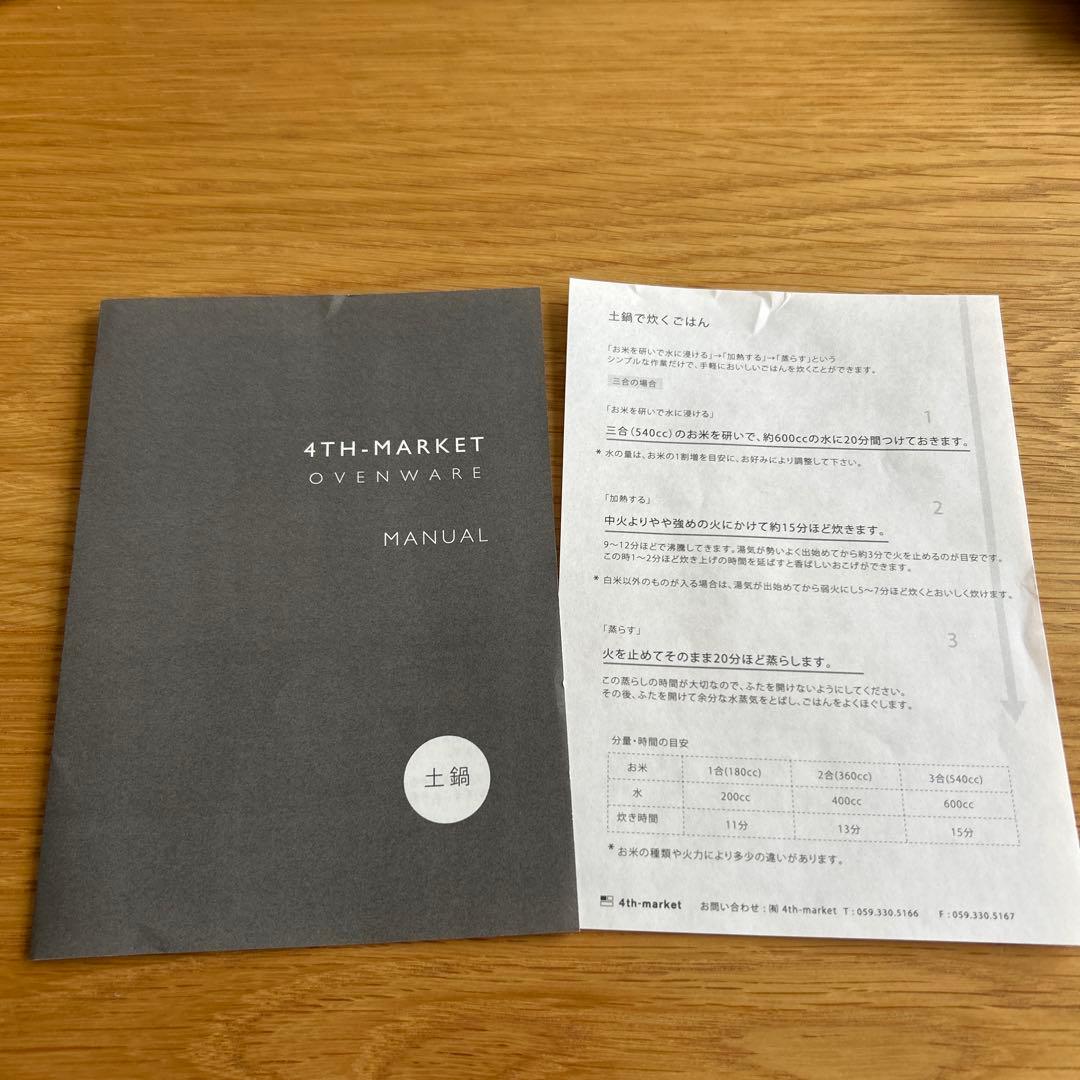 4TH-MARKET
OVENWARE
MANUAL
土鍋
土鍋で炊くごはん
「お米を研いで水に浸ける」→「加熱する」→「蒸らす」という
シンプルな作業だけで、手軽においしいごはんを炊くことができます。
三合の場合
1
「お米を研いで水に浸ける」
三合(540cc)のお米を研いで、約600ccの水に20分間つけておきます。
* 水の量は、お米の1割増を目安に、お好みにより調整して下さい。
2
「加熱する」
中火よりやや強めの火にかけて約15分ほど炊きます。
9〜12分ほどで沸騰してきます。湯気が勢いよく出始めてから約3分で火を止めるのが目安です。
この時1〜2分ほど炊き上げの時間を延ばすと香ばしいおこげができます。
* 白米以外のものが入る場合は、湯気が出始めてから弱火にし5〜7分ほど炊くとおいしく炊けます。
3
「蒸らす」
火を止めてそのまま20分ほど蒸らします。
この蒸らしの時間が大切なので、ふたを開けないようにしてください。
その後、ふたを開けて余分な水蒸気をとばし、ごはんをよくほぐします。
分量・時間の目安
お米 1合(180cc) 2合(360cc) 3合(540cc)
水 200cc 400cc 600cc
炊き時間 11分 13分 15分
* お米の種類や火力により多少の違いがあります。
4th-market お問い合わせ : ㈲ 4th-market T : 059.330.5166 F : 059.330.5167